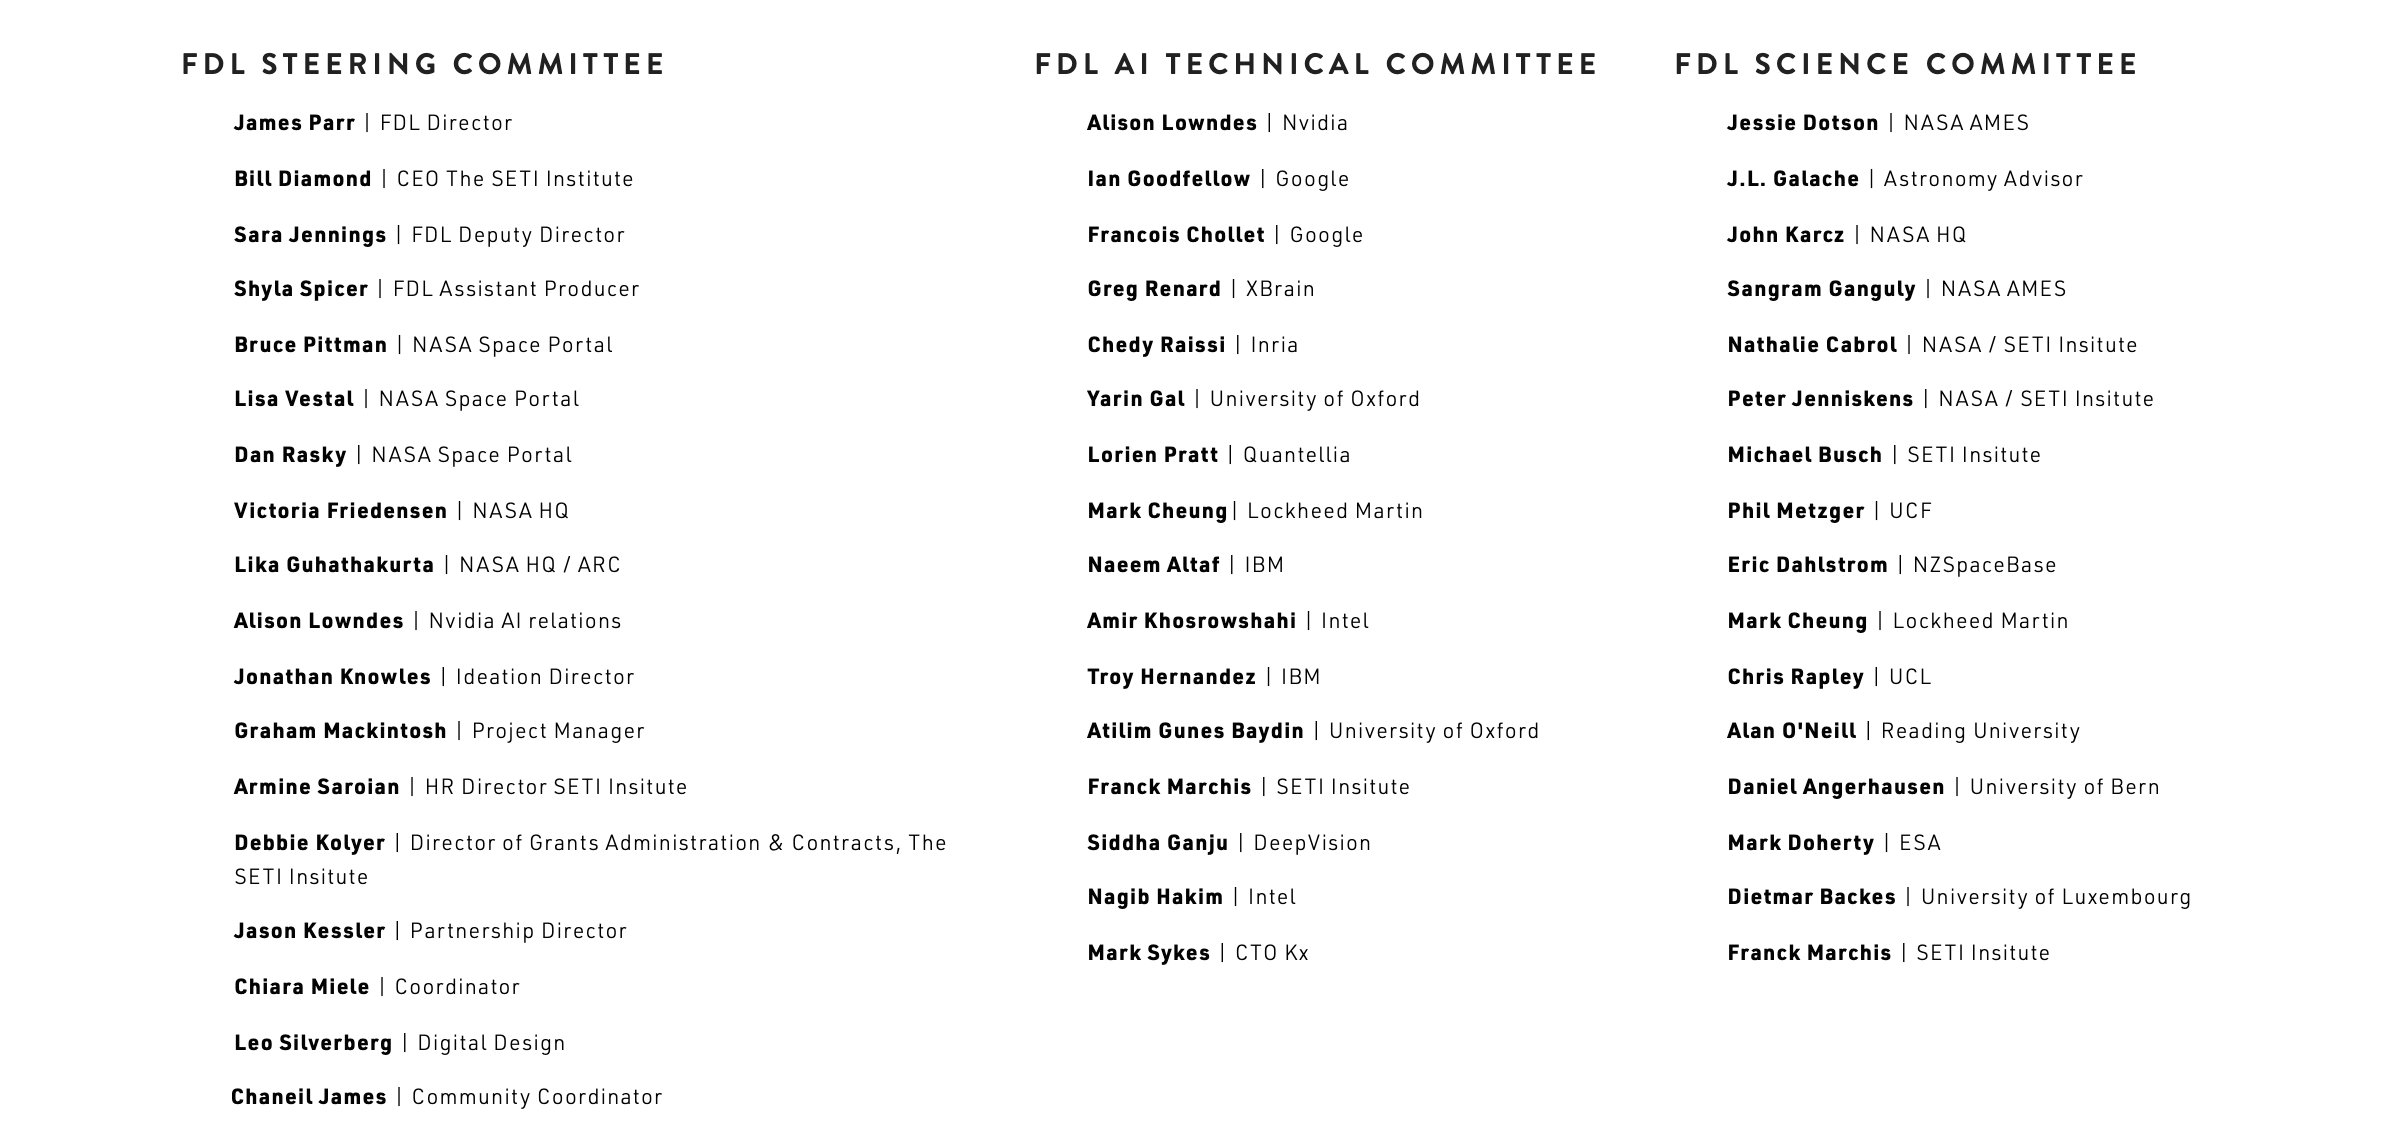 FDL STEERING COMMITTEE
James Parr | FDL Director
Bill Diamond | CEO The SETI Institute
Sara Jennings | FDL Deputy Director
Shyla Spicer | FDL Assistant Producer
Bruce Pittman | NASA Space Portal
Lisa Vestal | NASA Space Portal
Dan Rasky | NASA Space Portal
Victoria Friedensen | NASA HQ
Lika Guhathakurta | NASA HQ / ARC
Alison Lowndes | Nvidia AI relations
Jonathan Knowles | Ideation Director
Graham Mackintosh | Project Manager
Armine Saroian | HR Director SETI Insitute
Debbie Kolyer | Director of Grants Administration & Contracts, The
SETI Insitute
Jason Kessler | Partnership Director
Chiara Miele | Coordinator
Leo Silverberg | Digital Design
Chaneil James | Community Coordinator
FDL AI TECHNICAL COMMITTEE
Alison Lowndes | Nvidia
Ian Goodfellow | Google
Francois Chollet | Google
Greg Renard | XBrain
Chedy Raissi | Inria
Yarin Gal | University of Oxford
Lorien Pratt | Quantellia
Mark Cheung| Lockheed Martin
Naeem Altaf | IBM
Amir Khosrowshahi | Intel
Troy Hernandez | IBM
Atilim Gunes Baydin | University of Oxford
Franck Marchis | SETI Insitute
Siddha Ganju | DeepVision
Nagib Hakim | Intel
Mark Sykes | CTO Kx
FDL SCIENCE COMMITTEE
Jessie Dotson | NASA AMES
J.L. Galache | Astronomy Advisor
John Karcz | NASA HQ
Sangram Ganguly | NASA AMES
Nathalie Cabrol | NASA / SETI Insitute
Peter Jenniskens | NASA / SETI Insitute
Michael Busch | SETI Insitute
Phil Metzger | UCF
Eric Dahlstrom | NZSpaceBase
Mark Cheung | Lockheed Martin
Chris Rapley | UCL
Alan O'Neill | Reading University
Daniel Angerhausen | University of Bern
Mark Doherty | ESA
Dietmar Backes | University of Luxembourg
Franck Marchis | SETI Insitute